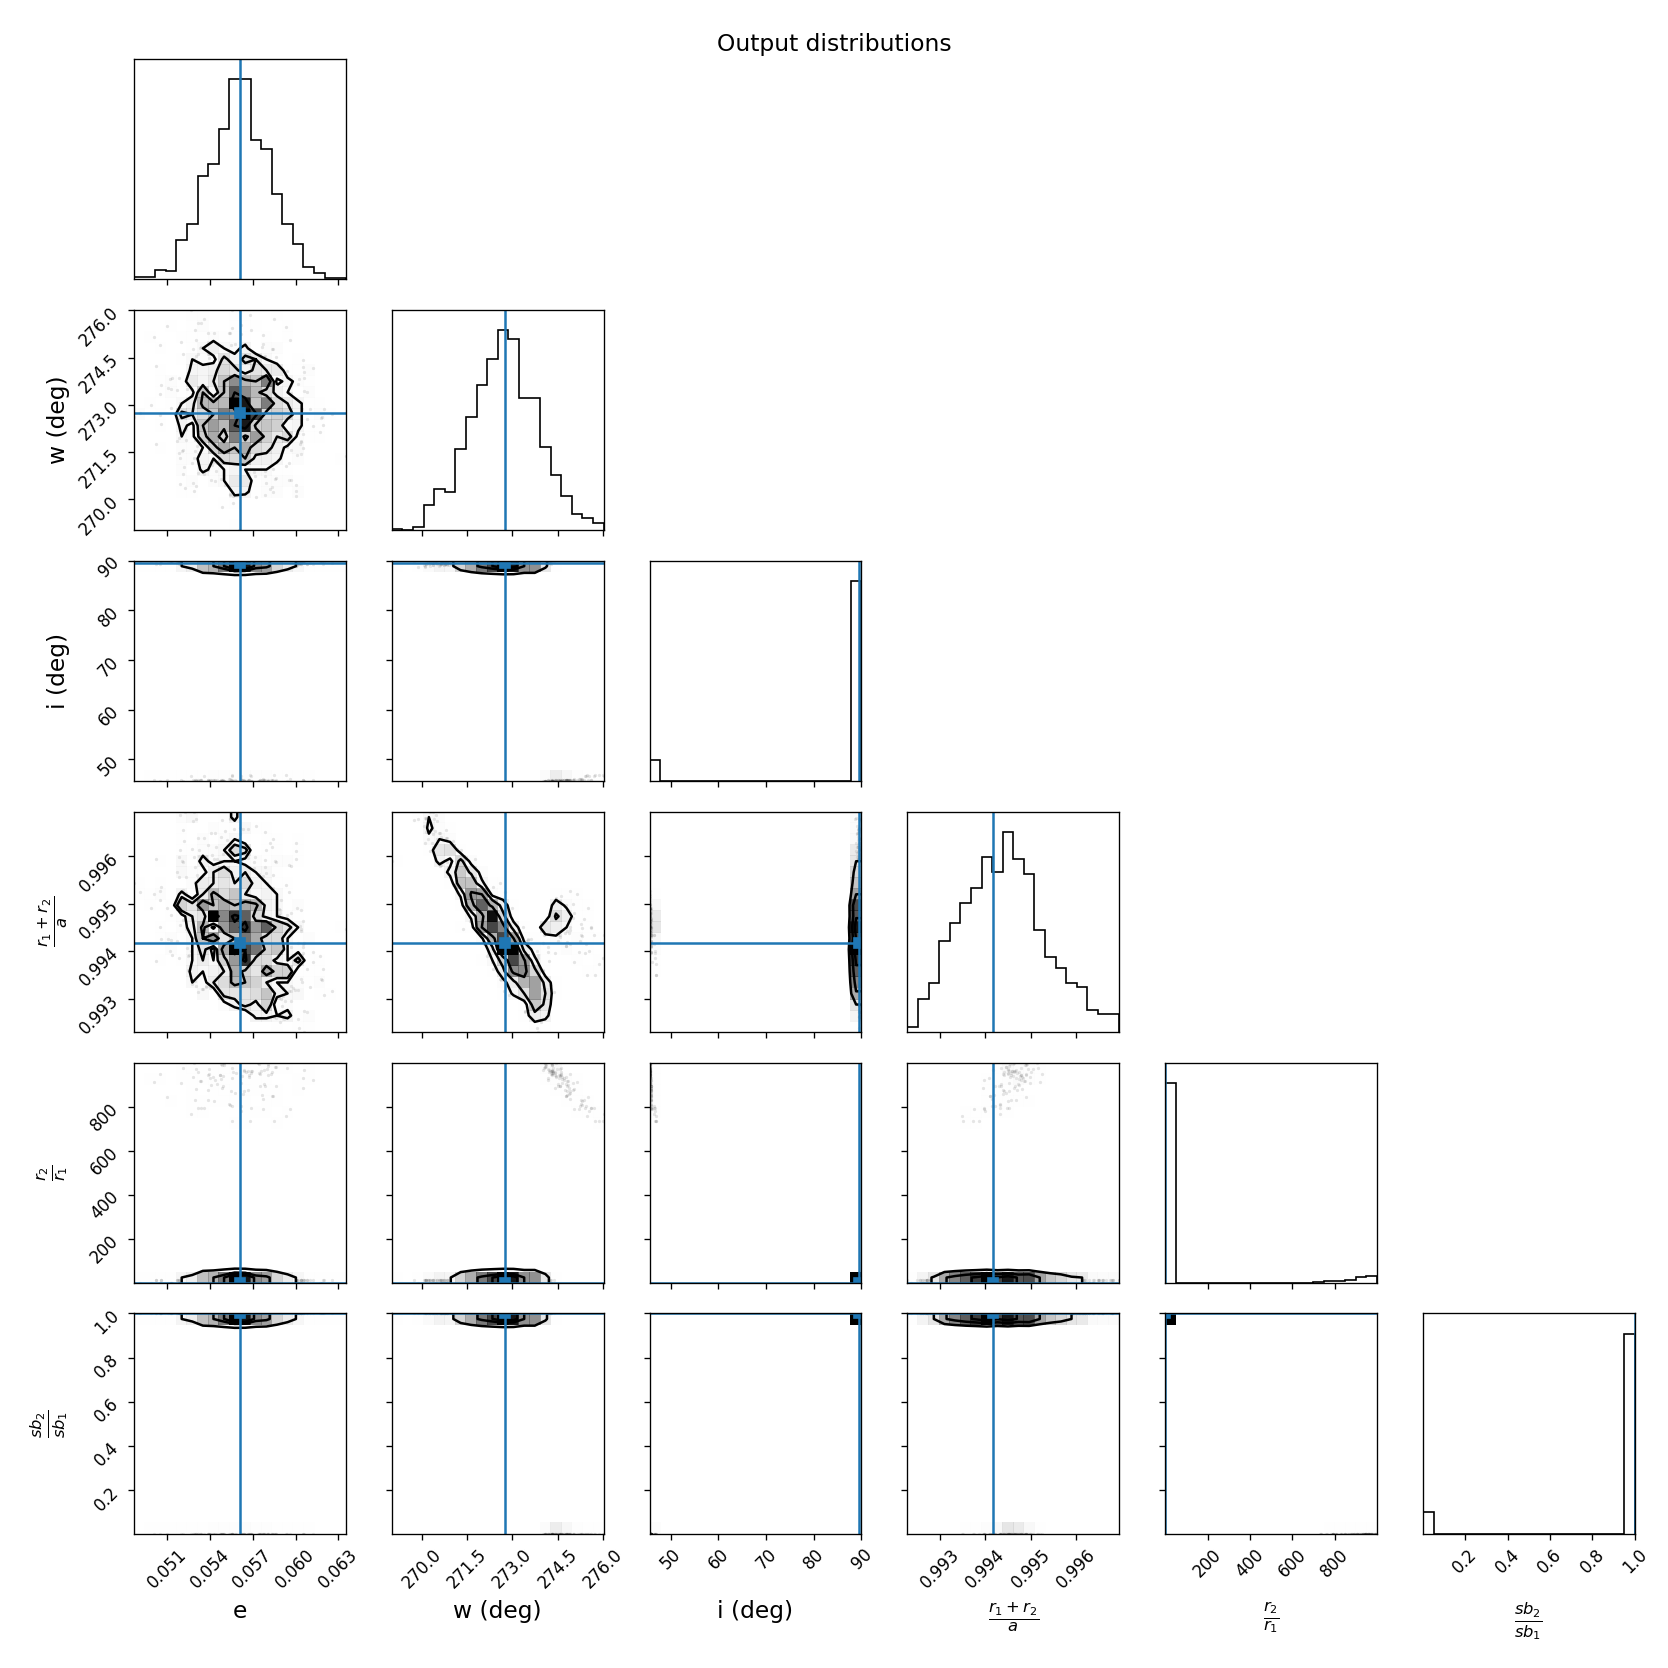 Output distributions
276.0
274.5
273.0
271.5
270.0
w (deg)
90
80
70
60
50
i (deg)
0.996
0.995
0.994
0.993
r₁ + r₂
a
800
600
400
200
r₂
r₁
1.0
0.8
0.6
0.4
0.2
sb₂
sb₁
0.051 0.054 0.057 0.060 0.063
270.0 271.5 273.0 274.5 276.0
50 60 70 80 90
0.993 0.994 0.995 0.996
200 400 600 800
0.2 0.4 0.6 0.8 1.0
e
w (deg)
i (deg)
r₁ + r₂
a
r₂
r₁
sb₂
sb₁